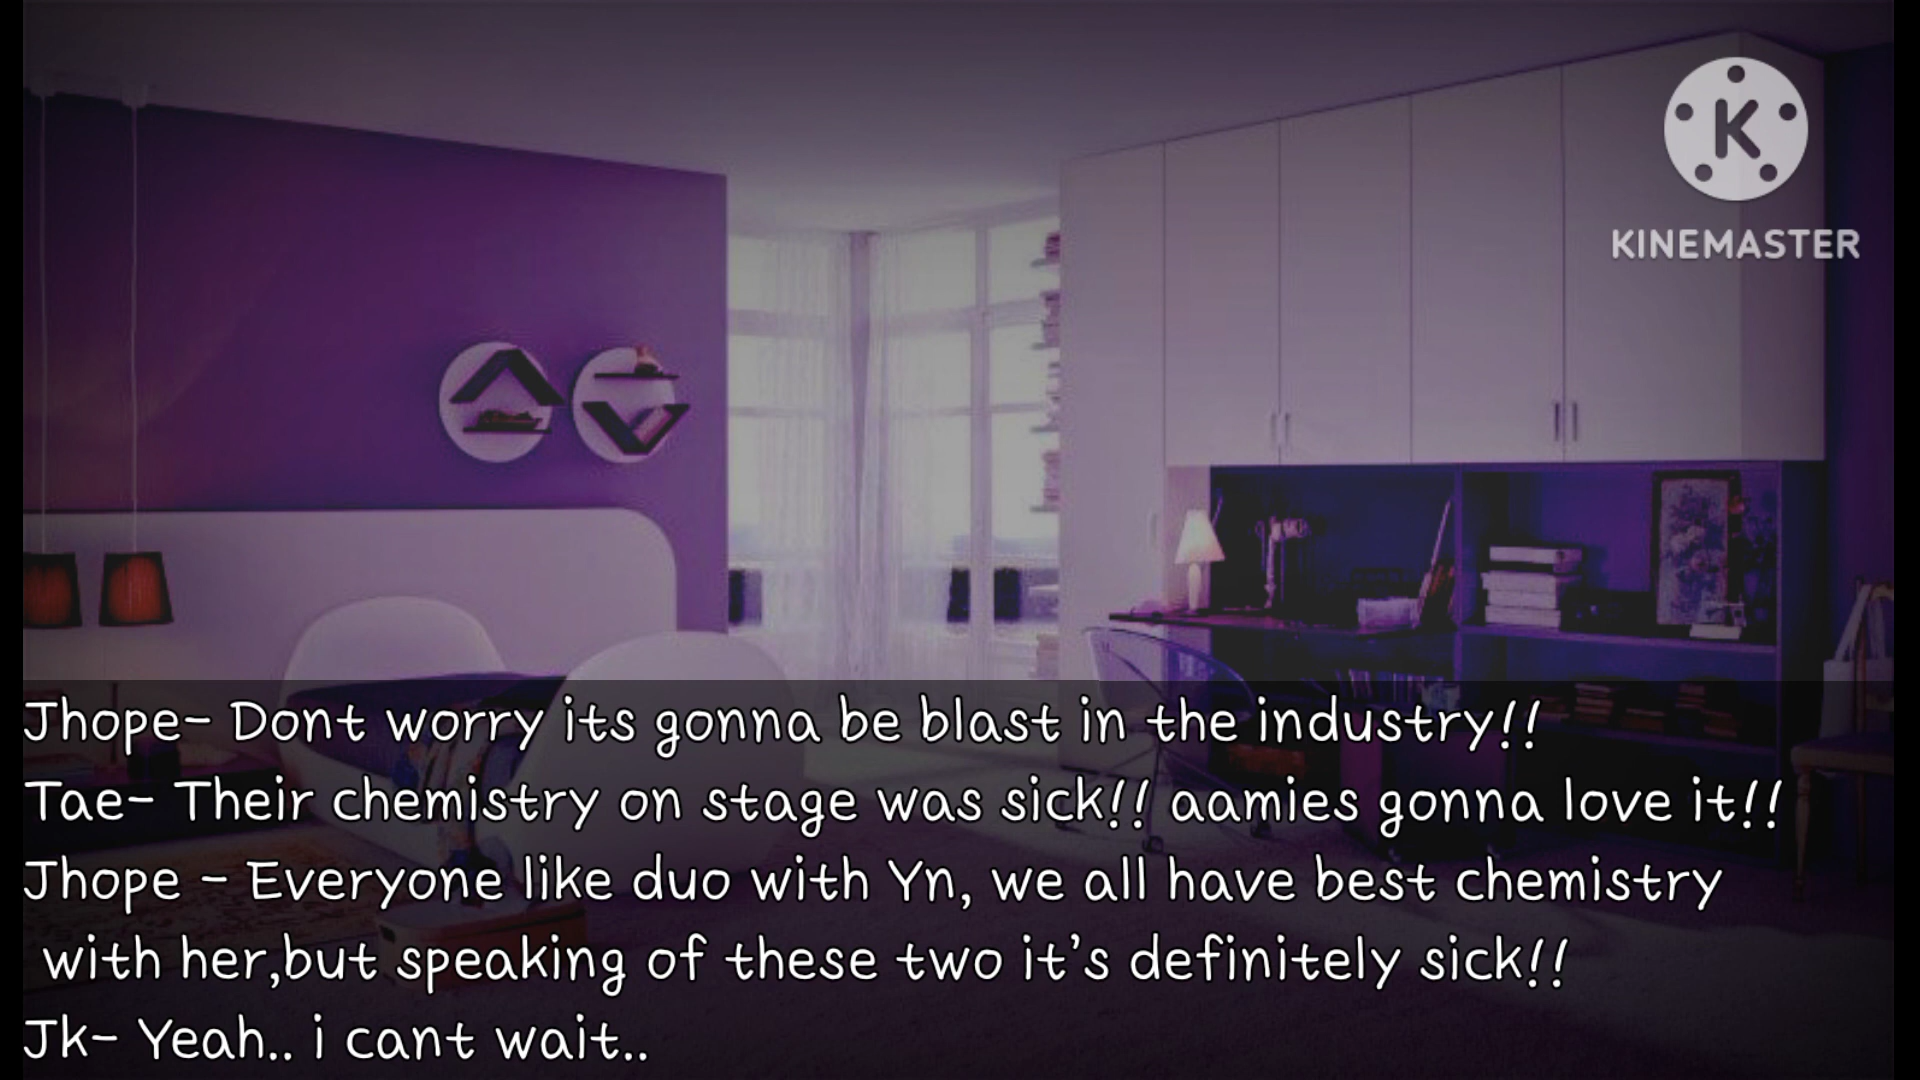 K
KINEMASTER
Jhope- Dont worry its gonna be blast in the industry!!
Tae- Their chemistry on stage was sick!! aamies gonna love it!!
Jhope - Everyone like duo with Yn, we all have best chemistry
with her,but speaking of these two it's definitely sick!!
Jk- Yeah.. i cant wait..